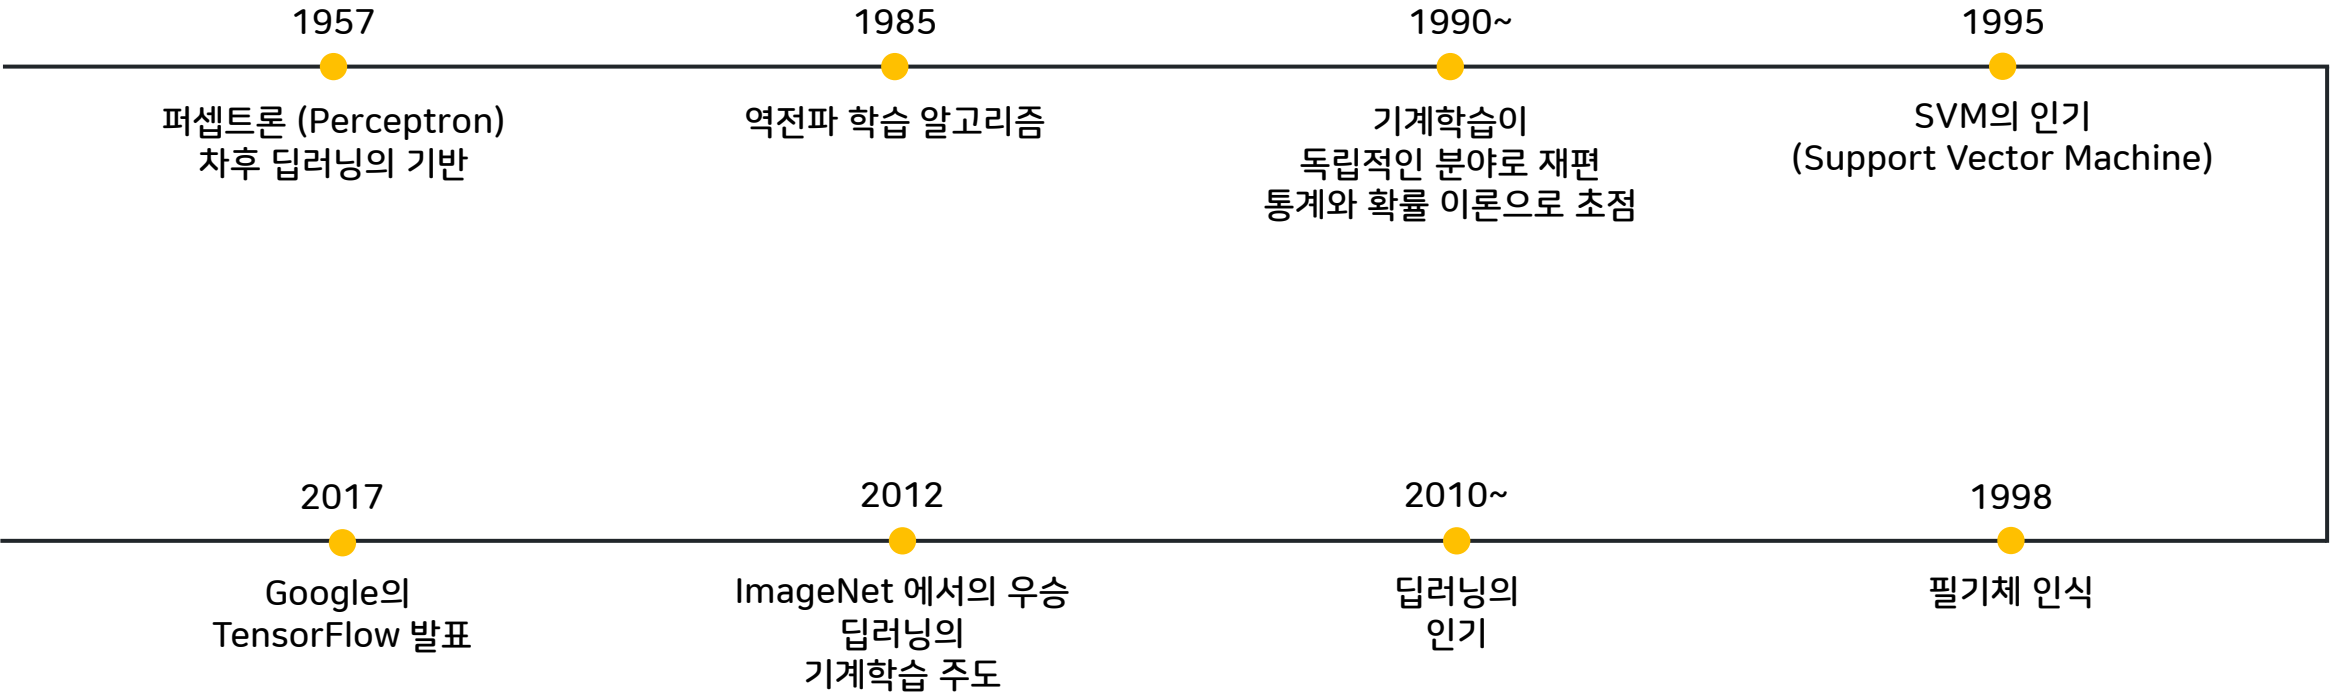 1957
퍼셉트론 (Perceptron)
차후 딥러닝의 기반
1985
역전파 학습 알고리즘
1990~
기계학습이
독립적인 분야로 재편
통계와 확률 이론으로 초점
1995
SVM의 인기
(Support Vector Machine)
1998
필기체 인식
2010~
딥러닝의
인기
2012
ImageNet 에서의 우승
딥러닝의
기계학습 주도
2017
Google의
TensorFlow 발표